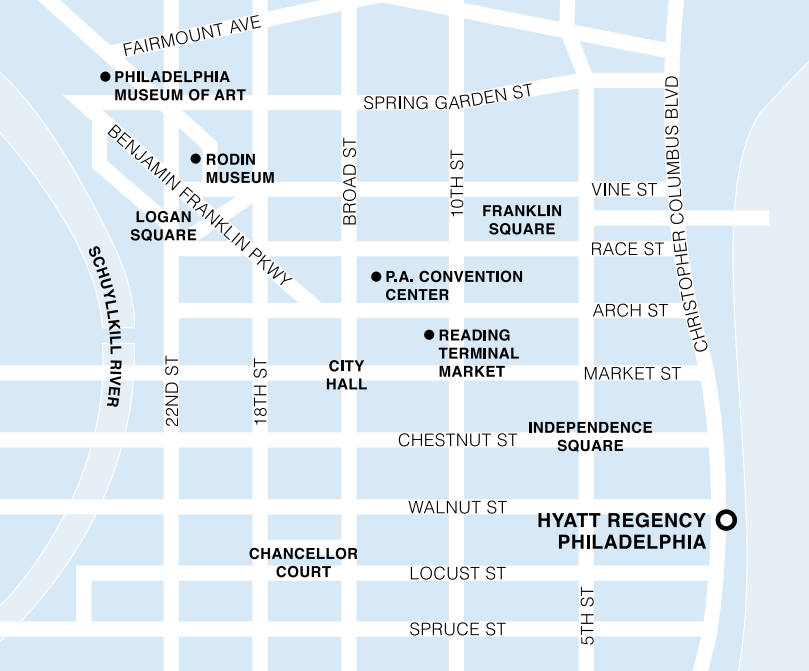 FAIRMOUNT AVE
PHILADELPHIA
MUSEUM OF ART
SPRING GARDEN ST
BENJAMIN FRANKLIN PKWY
RODIN
MUSEUM
BROAD ST
10TH ST
CHRISTOPHER COLUMBUS BLVD
VINE ST
LOGAN
SQUARE
FRANKLIN
SQUARE
RACE ST
SCHUYLLKILL RIVER
P.A. CONVENTION
CENTER
ARCH ST
READING
TERMINAL
MARKET
CITY
HALL
22ND ST
18TH ST
MARKET ST
CHESTNUT ST
INDEPENDENCE
SQUARE
WALNUT ST
HYATT REGENCY
PHILADELPHIA
CHANCELLOR
COURT
LOCUST ST
5TH ST
SPRUCE ST